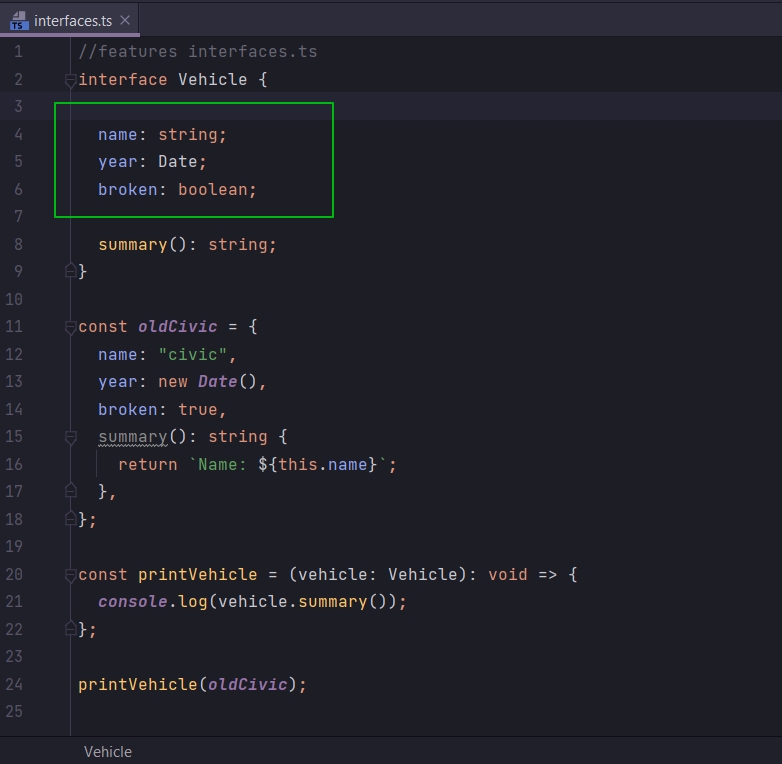 TS interfaces.ts ×
1 //features interfaces.ts
2 interface Vehicle {
3
4   name: string;
5   year: Date;
6   broken: boolean;
7
8   summary(): string;
9 }
10
11 const oldCivic = {
12   name: "civic",
13   year: new Date(),
14   broken: true,
15   summary(): string {
16     return `Name: ${this.name}`;
17   },
18 };
19
20 const printVehicle = (vehicle: Vehicle): void => {
21   console.log(vehicle.summary());
22 };
23
24 printVehicle(oldCivic);
25
Vehicle